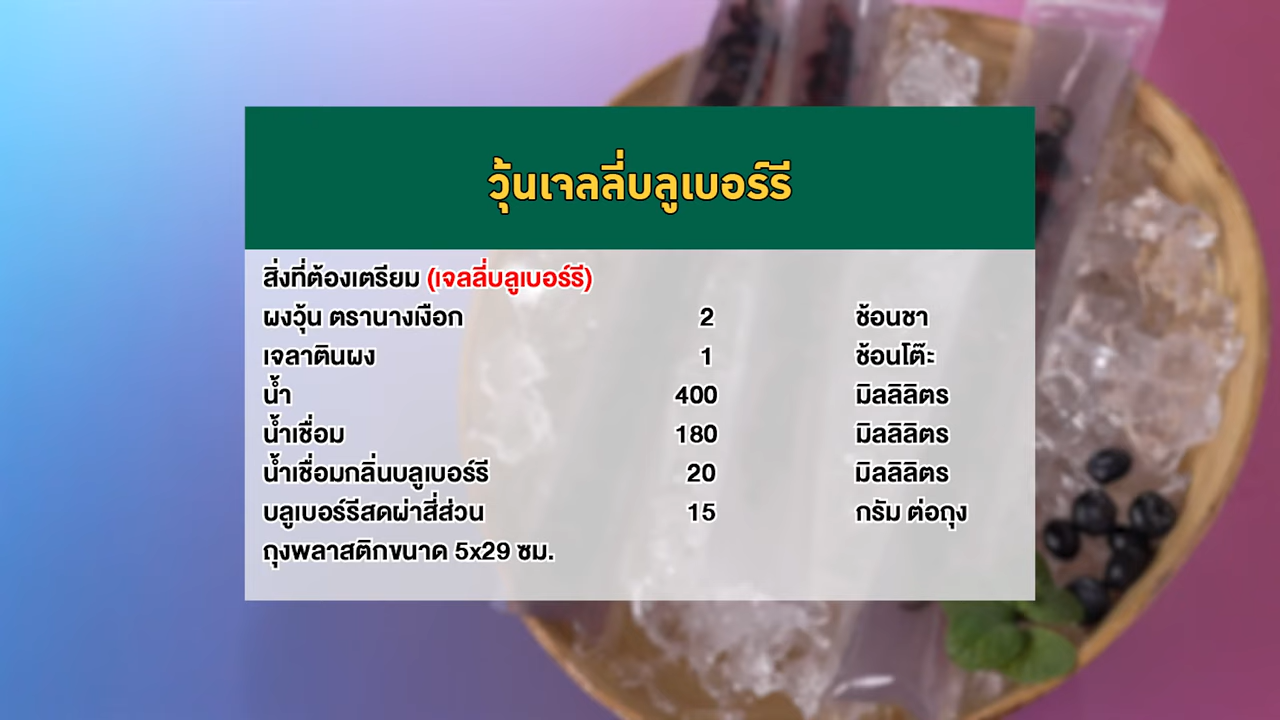 วุ้นเจลลี่บลูเบอร์รี
สิ่งที่ต้องเตรียม (เจลลี่บลูเบอร์รี)
ผงวุ้น ตรานางเงือก 2 ช้อนชา
เจลาตินผง 1 ช้อนโต๊ะ
น้ำ 400 มิลลิลิตร
น้ำเชื่อม 180 มิลลิลิตร
น้ำเชื่อมกลิ่นบลูเบอร์รี 20 มิลลิลิตร
บลูเบอร์รีสดผ่าสี่ส่วน 15 กรัม ต่อถุง
ถุงพลาสติกขนาด 5x29 ซม.